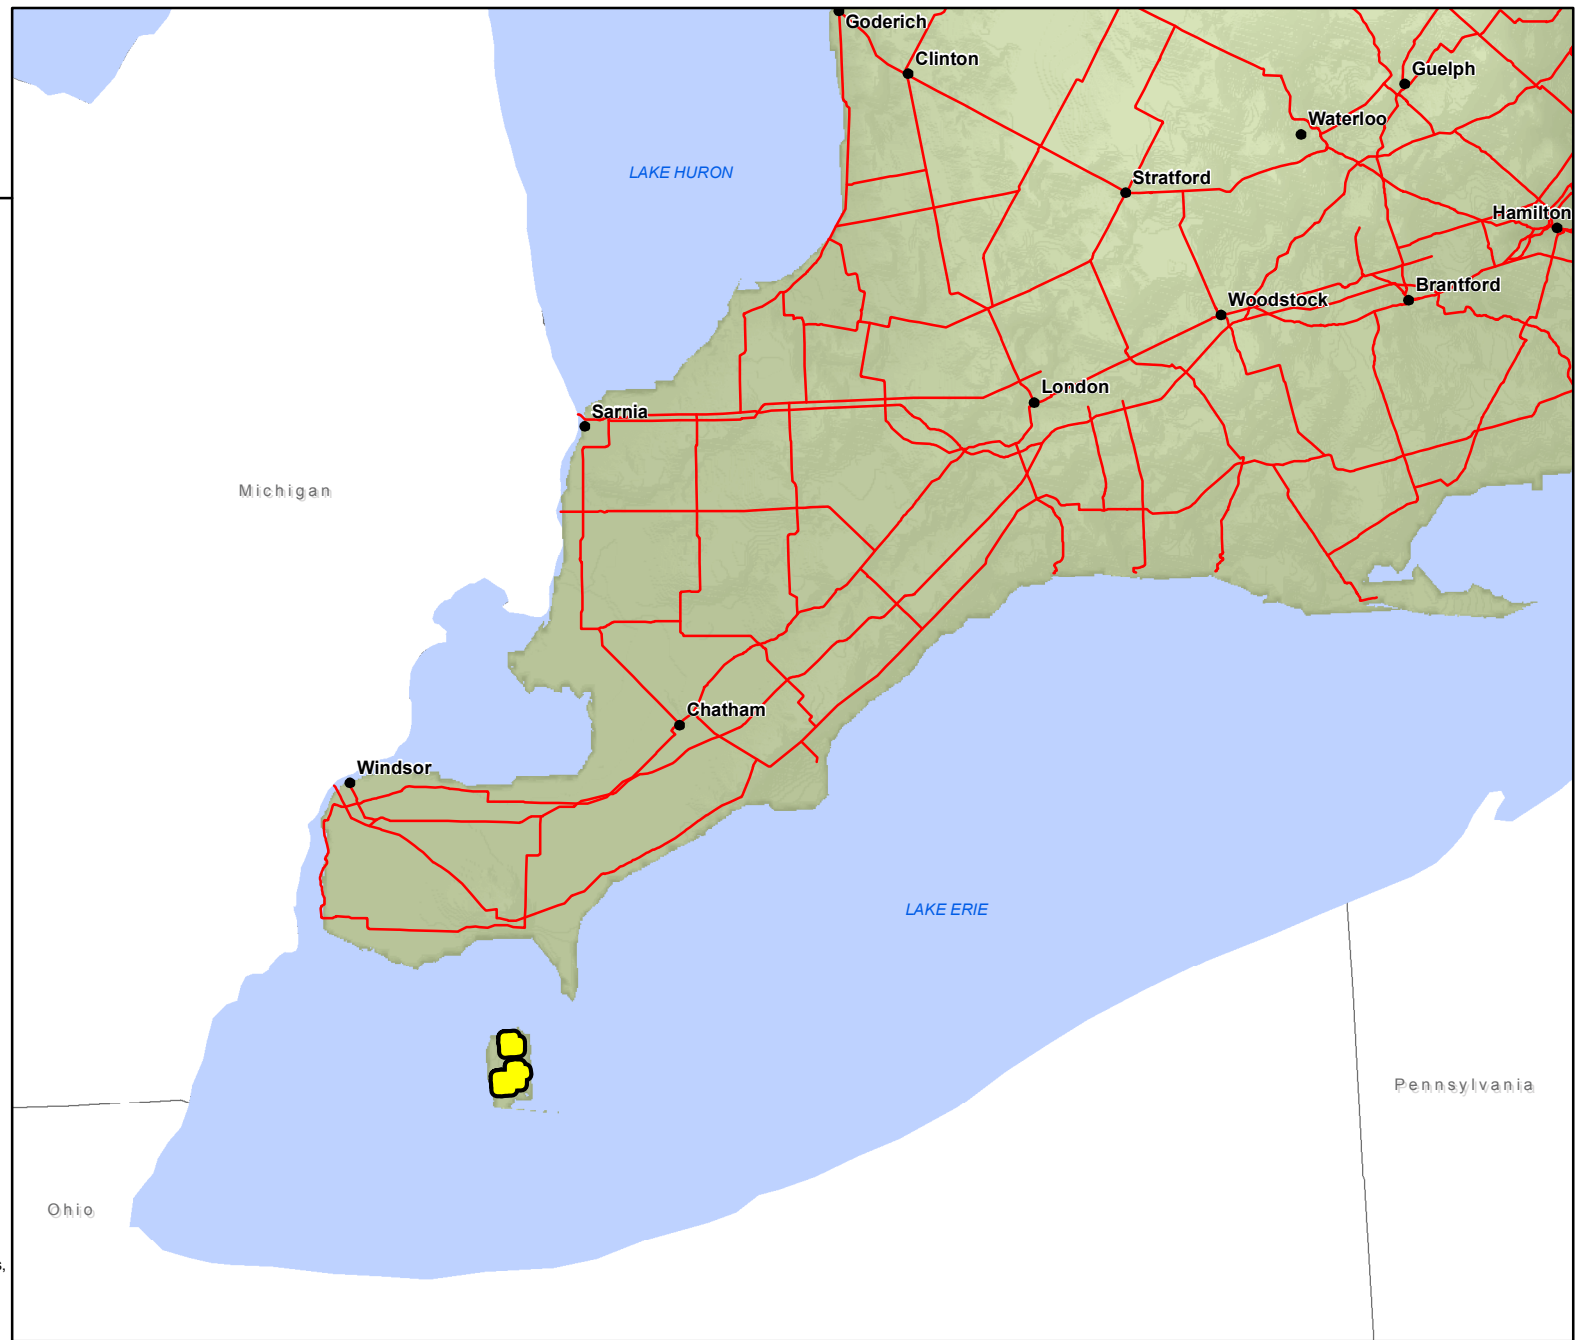 Goderich
Clinton
Guelph
Waterloo
LAKE HURON
Stratford
Hamilton
Brantford
Woodstock
London
Sarnia
Michigan
Chatham
Windsor
LAKE ERIE
Pennsylvania
Ohio